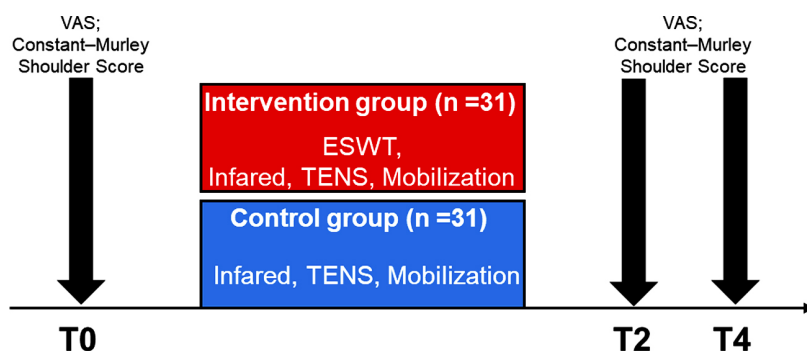 VAS;
Constant–Murley
Shoulder Score
VAS;
Constant–Murley
Shoulder Score
Intervention group (n =31)
ESWT,
Infared, TENS, Mobilization
Control group (n =31)
Infared, TENS, Mobilization
T0
T2
T4